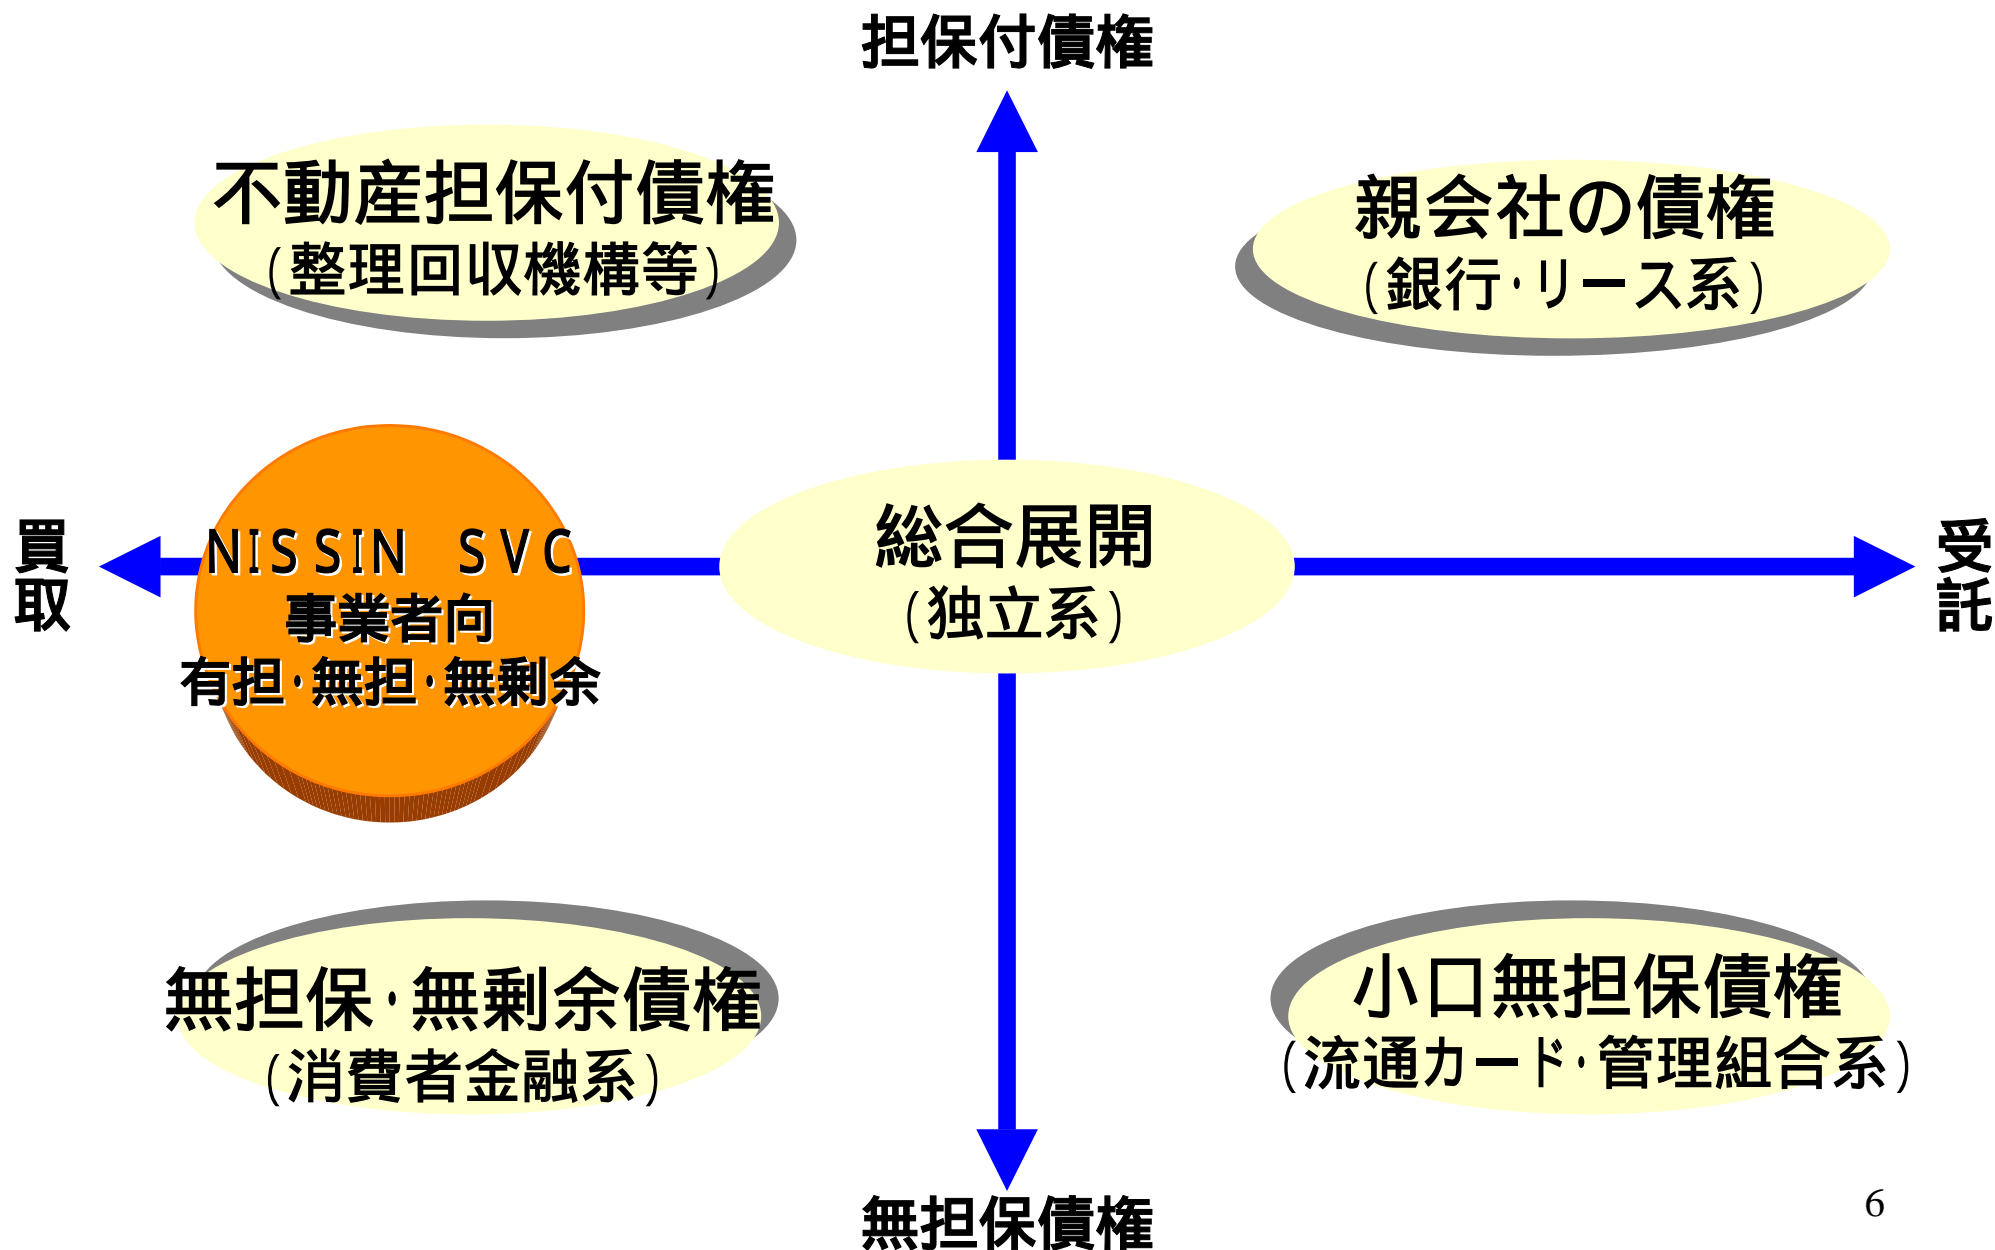 担保付債権
不動産担保付債権
(整理回収機構等)
親会社の債権
(銀行・リース系)
買取
NISSIN SVC
事業者向
有担・無担・無剰余
総合展開
(独立系)
受託
無担保・無剰余債権
(消費者金融系)
小口無担保債権
(流通カード・管理組合系)
無担保債権
6